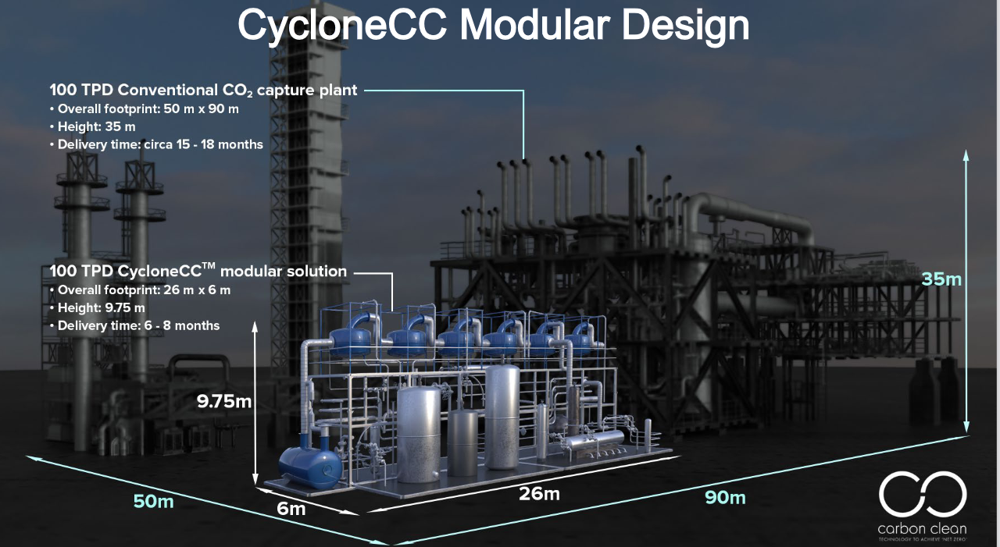 CycloneCC Modular Design
100 TPD Conventional CO₂ capture plant
• Overall footprint: 50 m x 90 m
• Height: 35 m
• Delivery time: circa 15 - 18 months
100 TPD CycloneCC™ modular solution
• Overall footprint: 26 m x 6 m
• Height: 9.75 m
• Delivery time: 6 - 8 months
35m
9.75m
50m
6m
26m
90m
carbon clean
TECHNOLOGY TO ACHIEVE 'NET ZERO'